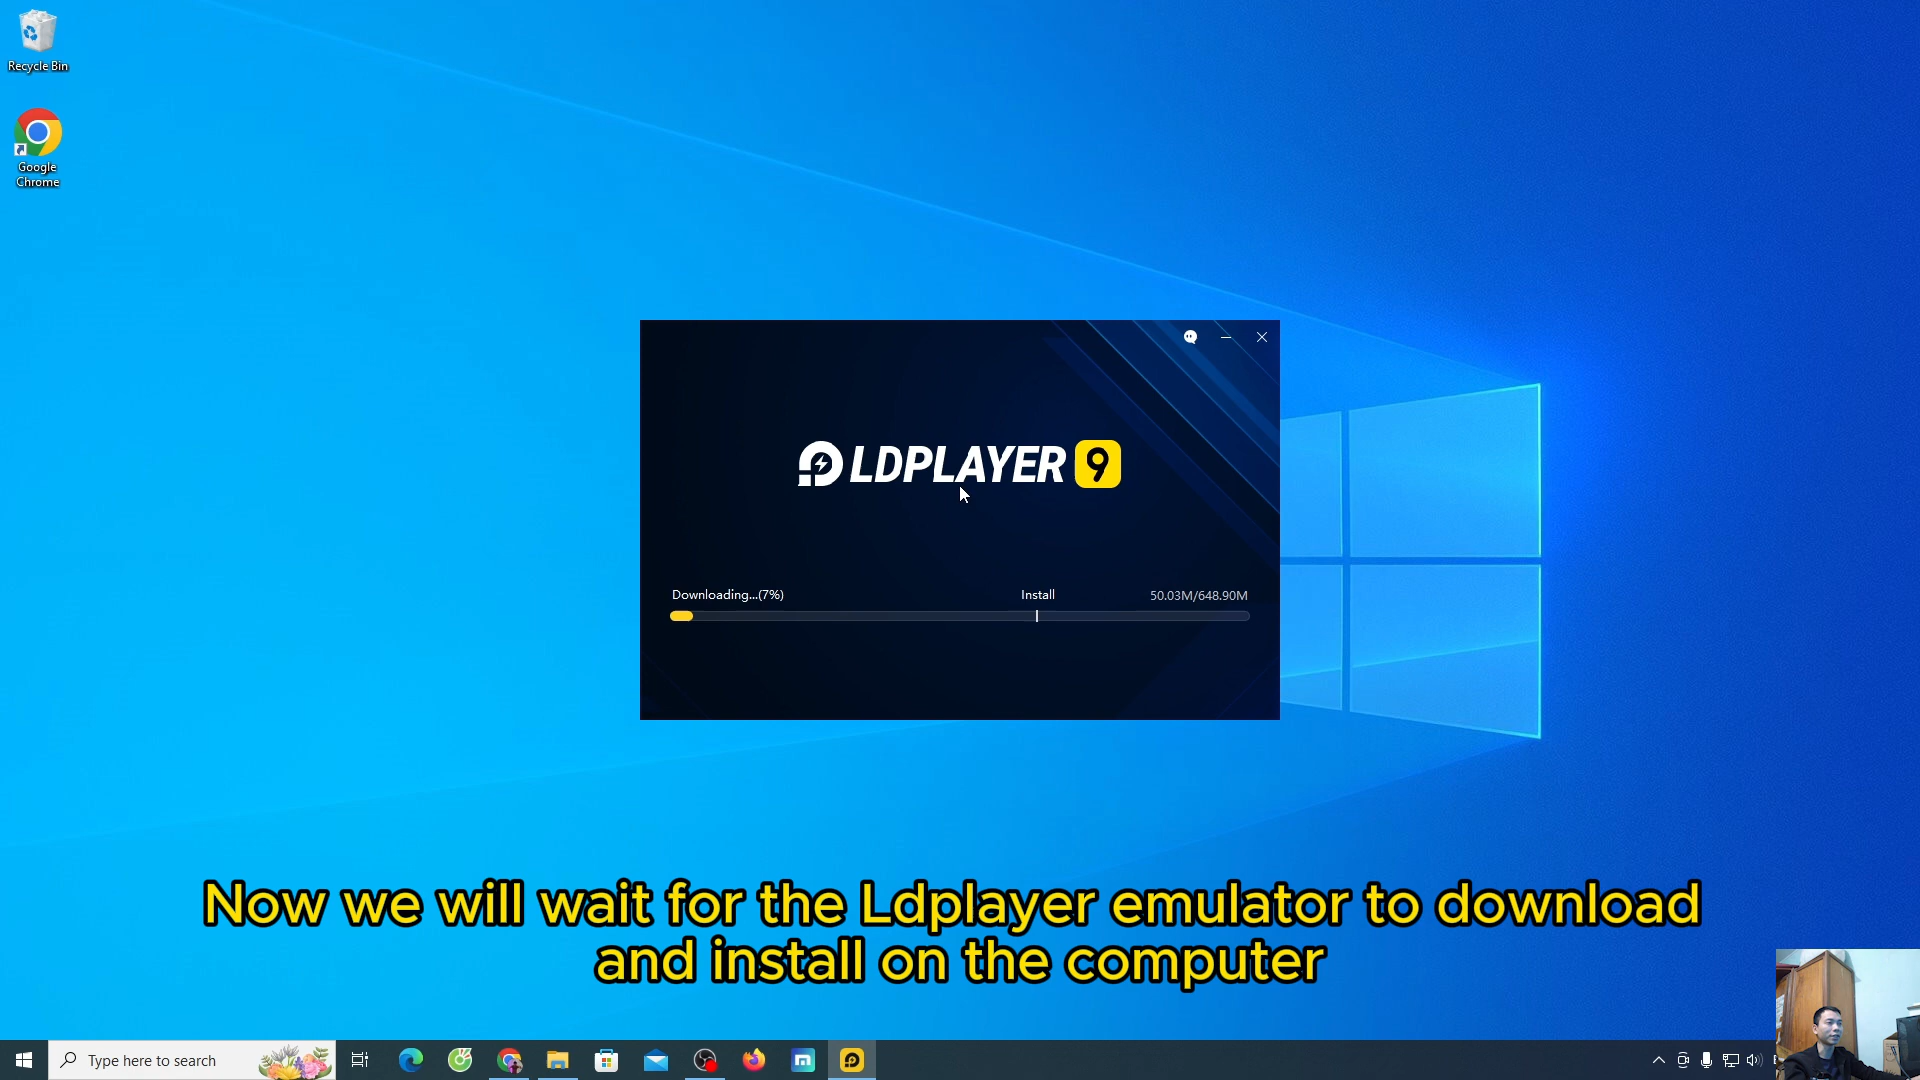 Recycle Bin
Google
Chrome
LDPLAYER 9
Downloading...(7%)
Install
50.03M/648.90M
Now we will wait for the Ldplayer emulator to download
and install on the computer
Type here to search